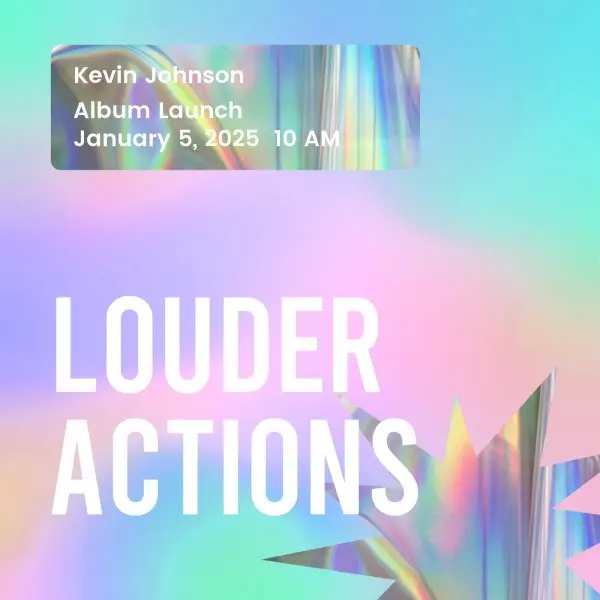 Kevin Johnson
Album Launch
January 5, 2025  10 AM
LOUDER
ACTIONS